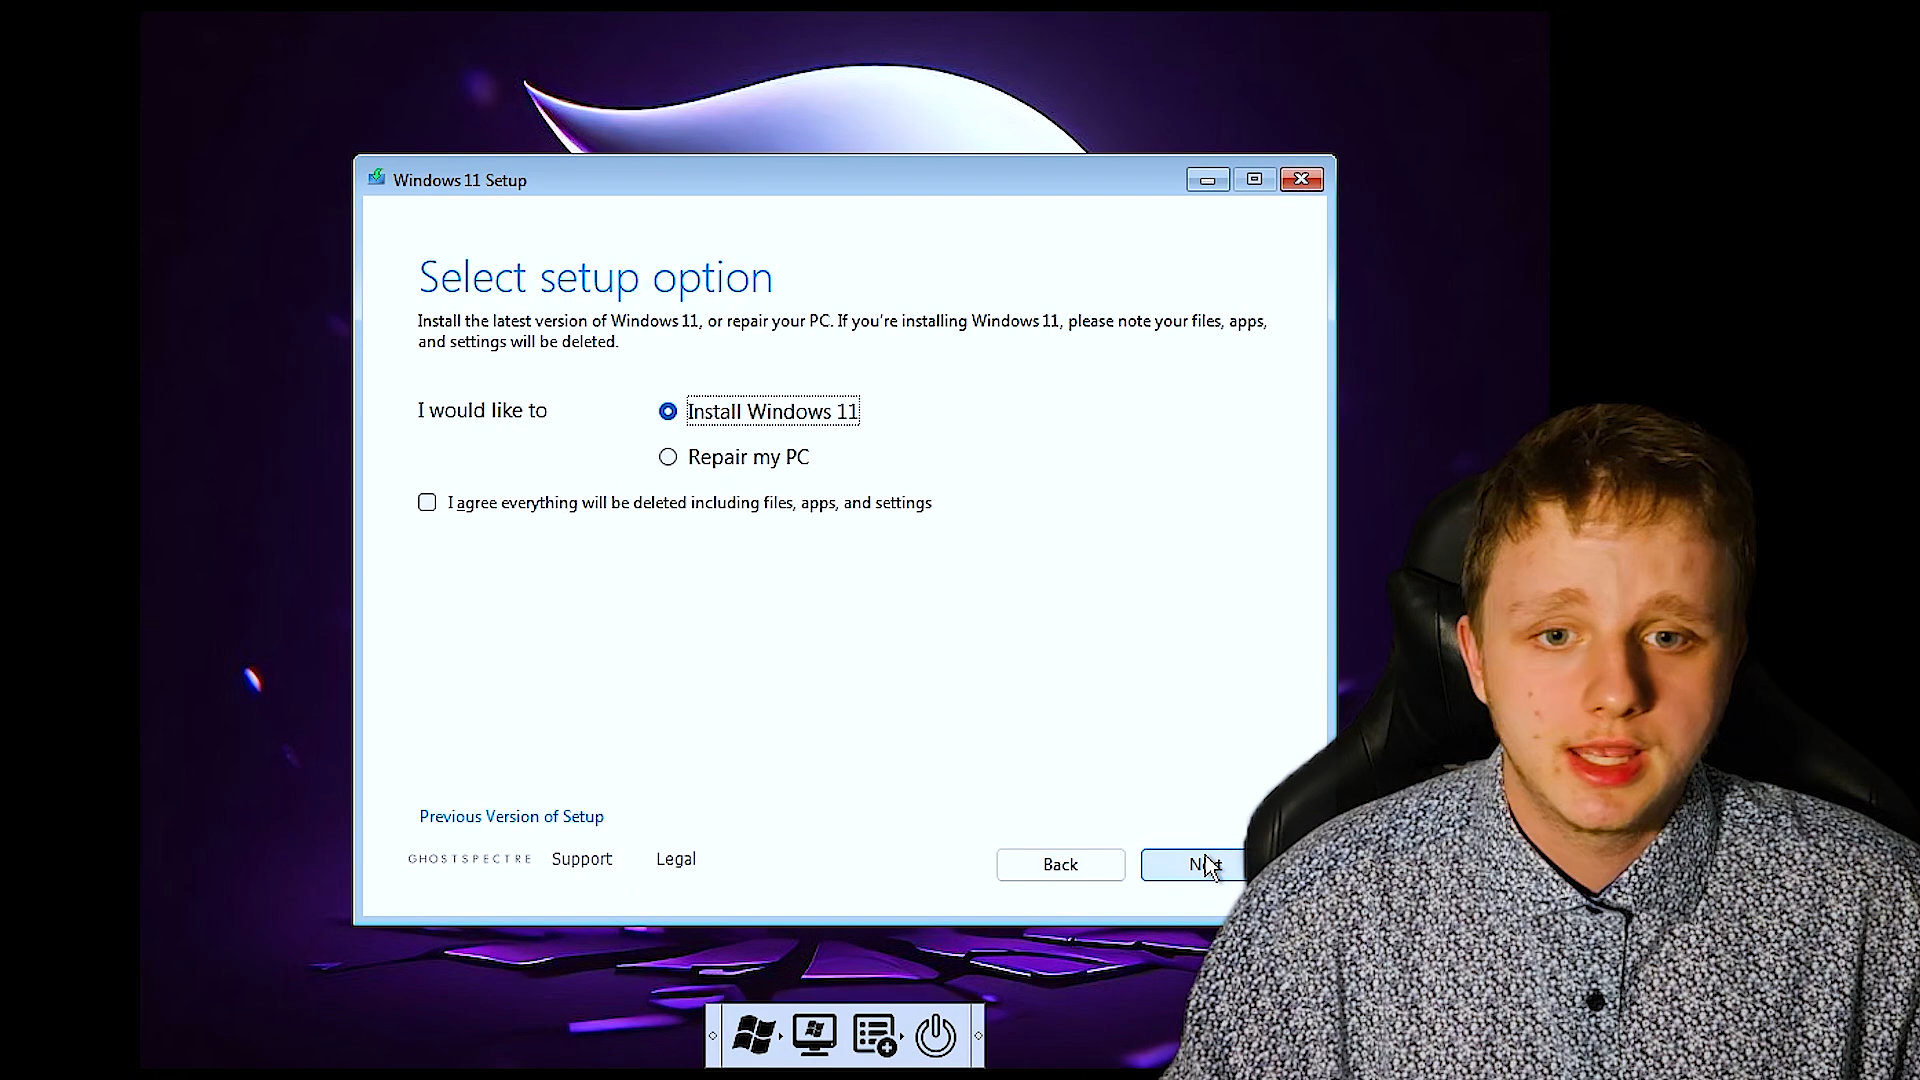 Windows 11 Setup
Select setup option
Install the latest version of Windows 11, or repair your PC. If you're installing Windows 11, please note your files, apps,
and settings will be deleted.
I would like to
Install Windows 11
Repair my PC
I agree everything will be deleted including files, apps, and settings
Previous Version of Setup
GHOSTSPECTRE Support Legal
Back Next